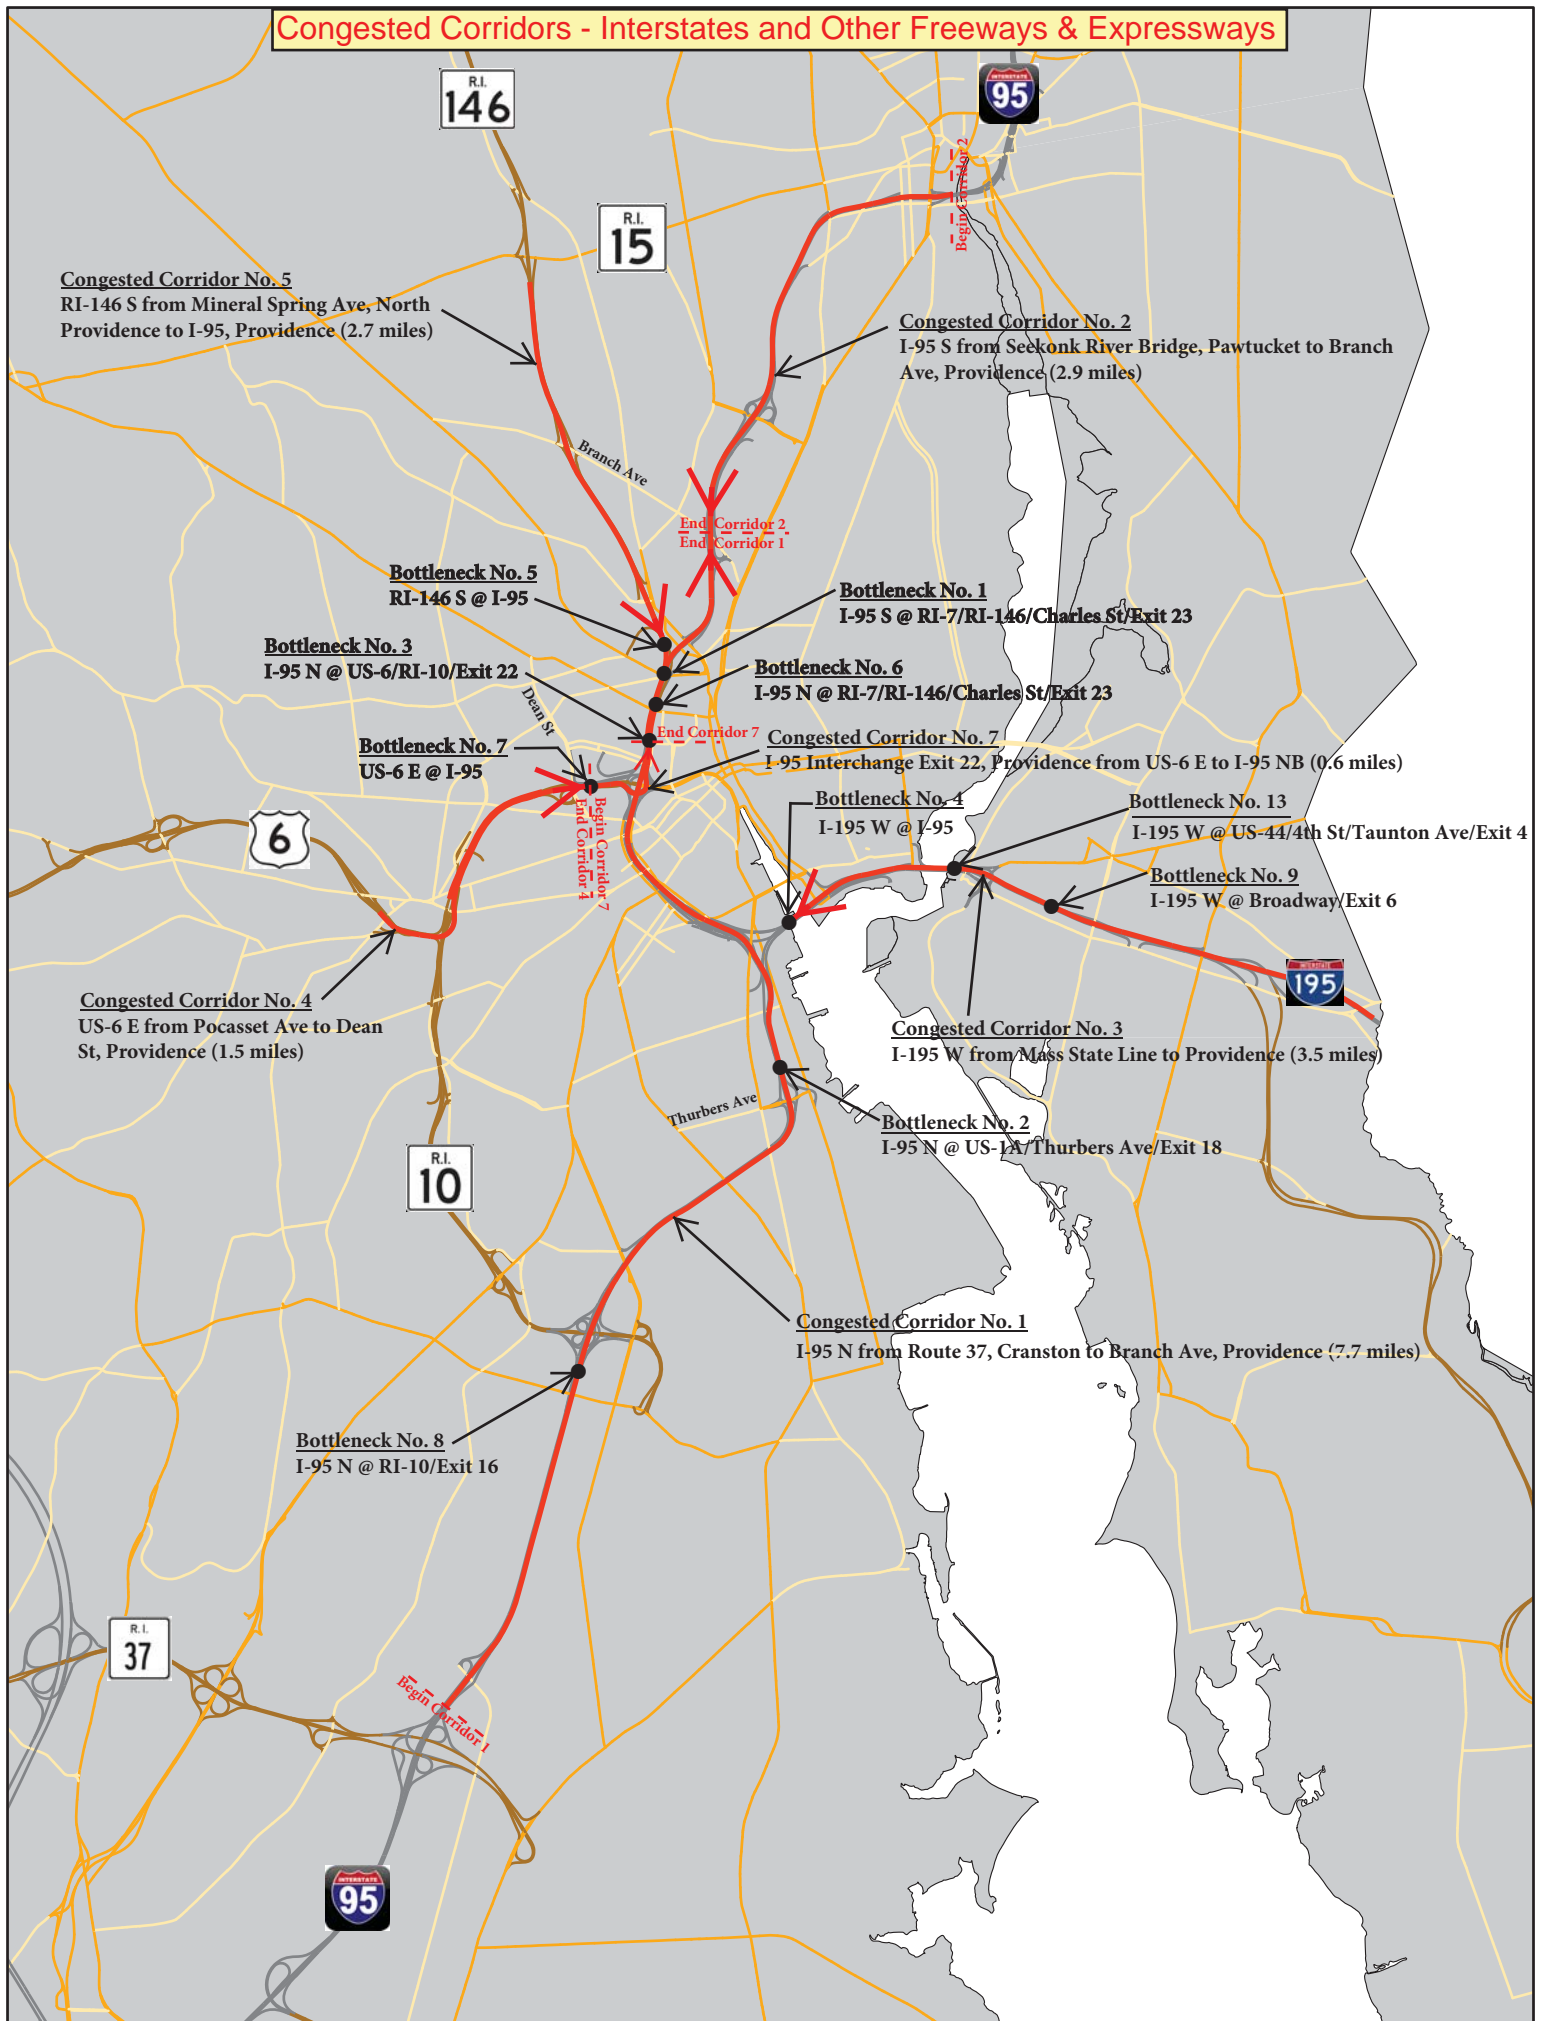 Congested Corridors - Interstates and Other Freeways & Expressways
R.I.
146
INTERSTATE
95
Begin Corridor 2
R.I.
15
Congested Corridor No. 5
RI-146 S from Mineral Spring Ave, North
Providence to I-95, Providence (2.7 miles)
Congested Corridor No. 2
I-95 S from Seekonk River Bridge, Pawtucket to Branch
Ave, Providence (2.9 miles)
Branch Ave
End Corridor 2
End Corridor 1
Bottleneck No. 5
RI-146 S @ I-95
Bottleneck No. 1
I-95 S @ RI-7/RI-146/Charles St/Exit 23
Bottleneck No. 3
I-95 N @ US-6/RI-10/Exit 22
Bottleneck No. 6
I-95 N @ RI-7/RI-146/Charles St/Exit 23
Dean St
End Corridor 7
Bottleneck No. 7
US-6 E @ I-95
Congested Corridor No. 7
I-95 Interchange Exit 22, Providence from US-6 E to I-95 NB (0.6 miles)
Begin Corridor 7
End Corridor 4
Bottleneck No. 4
I-195 W @ I-95
Bottleneck No. 13
I-195 W @ US-44/4th St/Taunton Ave/Exit 4
6
Bottleneck No. 9
I-195 W @ Broadway/Exit 6
INTERSTATE
195
Congested Corridor No. 4
US-6 E from Pocasset Ave to Dean
St, Providence (1.5 miles)
Congested Corridor No. 3
I-195 W from Mass State Line to Providence (3.5 miles)
Thurbers Ave
Bottleneck No. 2
I-95 N @ US-1A/Thurbers Ave/Exit 18
R.I.
10
Congested Corridor No. 1
I-95 N from Route 37, Cranston to Branch Ave, Providence (7.7 miles)
Bottleneck No. 8
I-95 N @ RI-10/Exit 16
R.I.
37
Begin Corridor 1
INTERSTATE
95